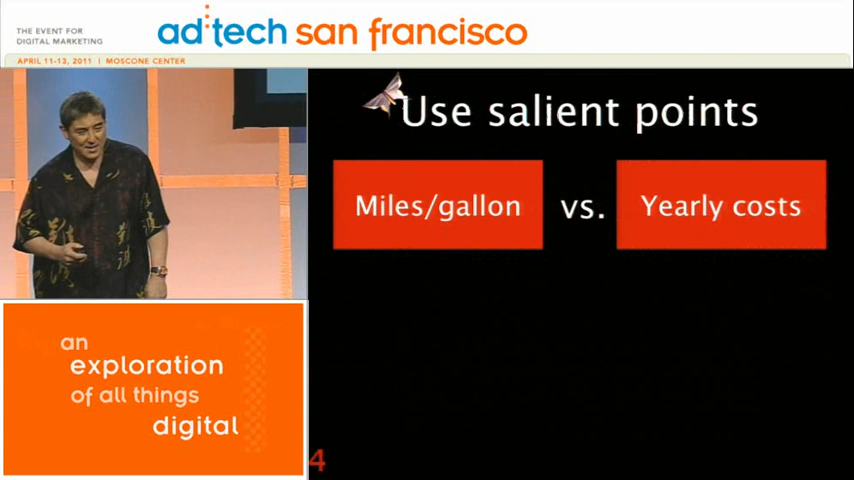 THE EVENT FOR
DIGITAL MARKETING
ad:tech san francisco
APRIL 11-13, 2011 | MOSCONE CENTER
Use salient points
Miles/gallon vs. Yearly costs
an
exploration
of all things
digital
4